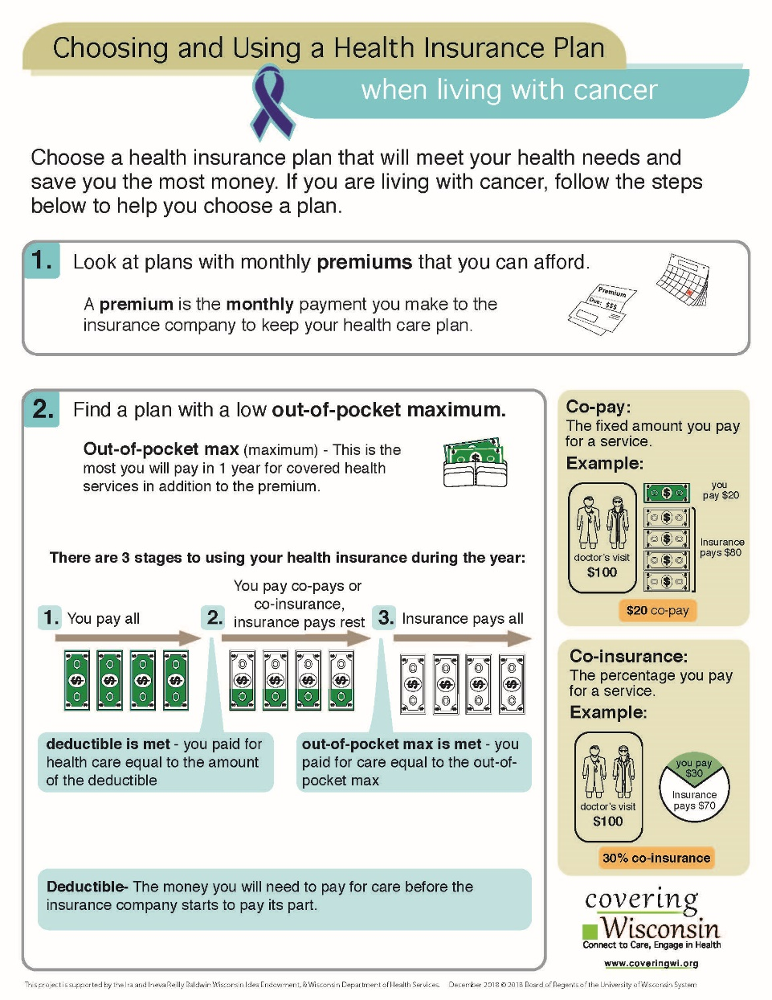 Choosing and Using a Health Insurance Plan
when living with cancer
Choose a health insurance plan that will meet your health needs and
save you the most money. If you are living with cancer, follow the steps
below to help you choose a plan.
1. Look at plans with monthly premiums that you can afford.
A premium is the monthly payment you make to the
insurance company to keep your health care plan.
Premium
Due: $$$
2. Find a plan with a low out-of-pocket maximum.
Out-of-pocket max (maximum) - This is the
most you will pay in 1 year for covered health
services in addition to the premium.
There are 3 stages to using your health insurance during the year:
1. You pay all
2. You pay co-pays or
co-insurance,
insurance pays rest
3. Insurance pays all
deductible is met - you paid for
health care equal to the amount
of the deductible
out-of-pocket max is met - you
paid for care equal to the out-of-
pocket max
Deductible- The money you will need to pay for care before the
insurance company starts to pay its part.
Co-pay:
The fixed amount you pay
for a service.
Example:
doctor's visit
$100
you
pay $20
Insurance
pays $80
$20 co-pay
Co-insurance:
The percentage you pay
for a service.
Example:
doctor's visit
$100
you pay
$30
Insurance
pays $70
30% co-insurance
covering
Wisconsin
Connect to Care, Engage in Health
www.coveringwi.org
This project is supported by the Ira and Ineva Reilly Baldwin Wisconsin Idea Endowment, & Wisconsin Department of Health Services. December 2018 © 2018 Board of Regents of the University of Wisconsin System